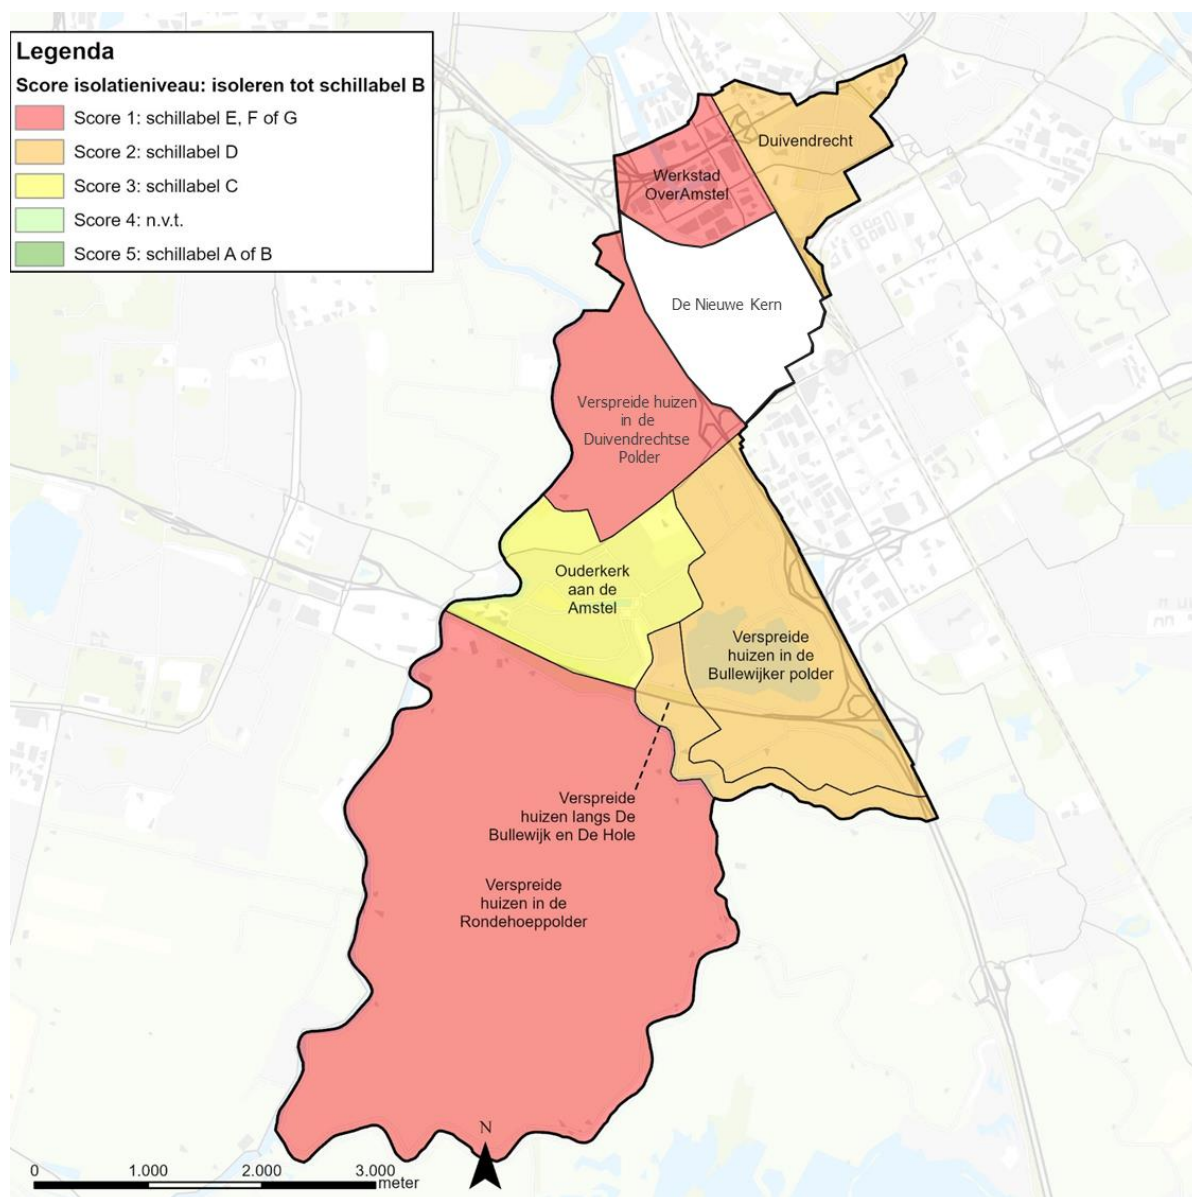 Legenda
Score isolatieniveau: isoleren tot schillabel B
Score 1: schillabel E, F of G
Score 2: schillabel D
Score 3: schillabel C
Score 4: n.v.t.
Score 5: schillabel A of B
Duivendrecht
Werkstad
OverAmstel
De Nieuwe Kern
Verspreide huizen
in de
Duivendrechtse
Polder
Ouderkerk
aan de
Amstel
Verspreide
huizen in de
Bullewijker polder
Verspreide
huizen langs De
Bullewijk en De Hole
Verspreide
huizen in de
Rondehoeppolder
N
0 1.000 2.000 3.000
meter